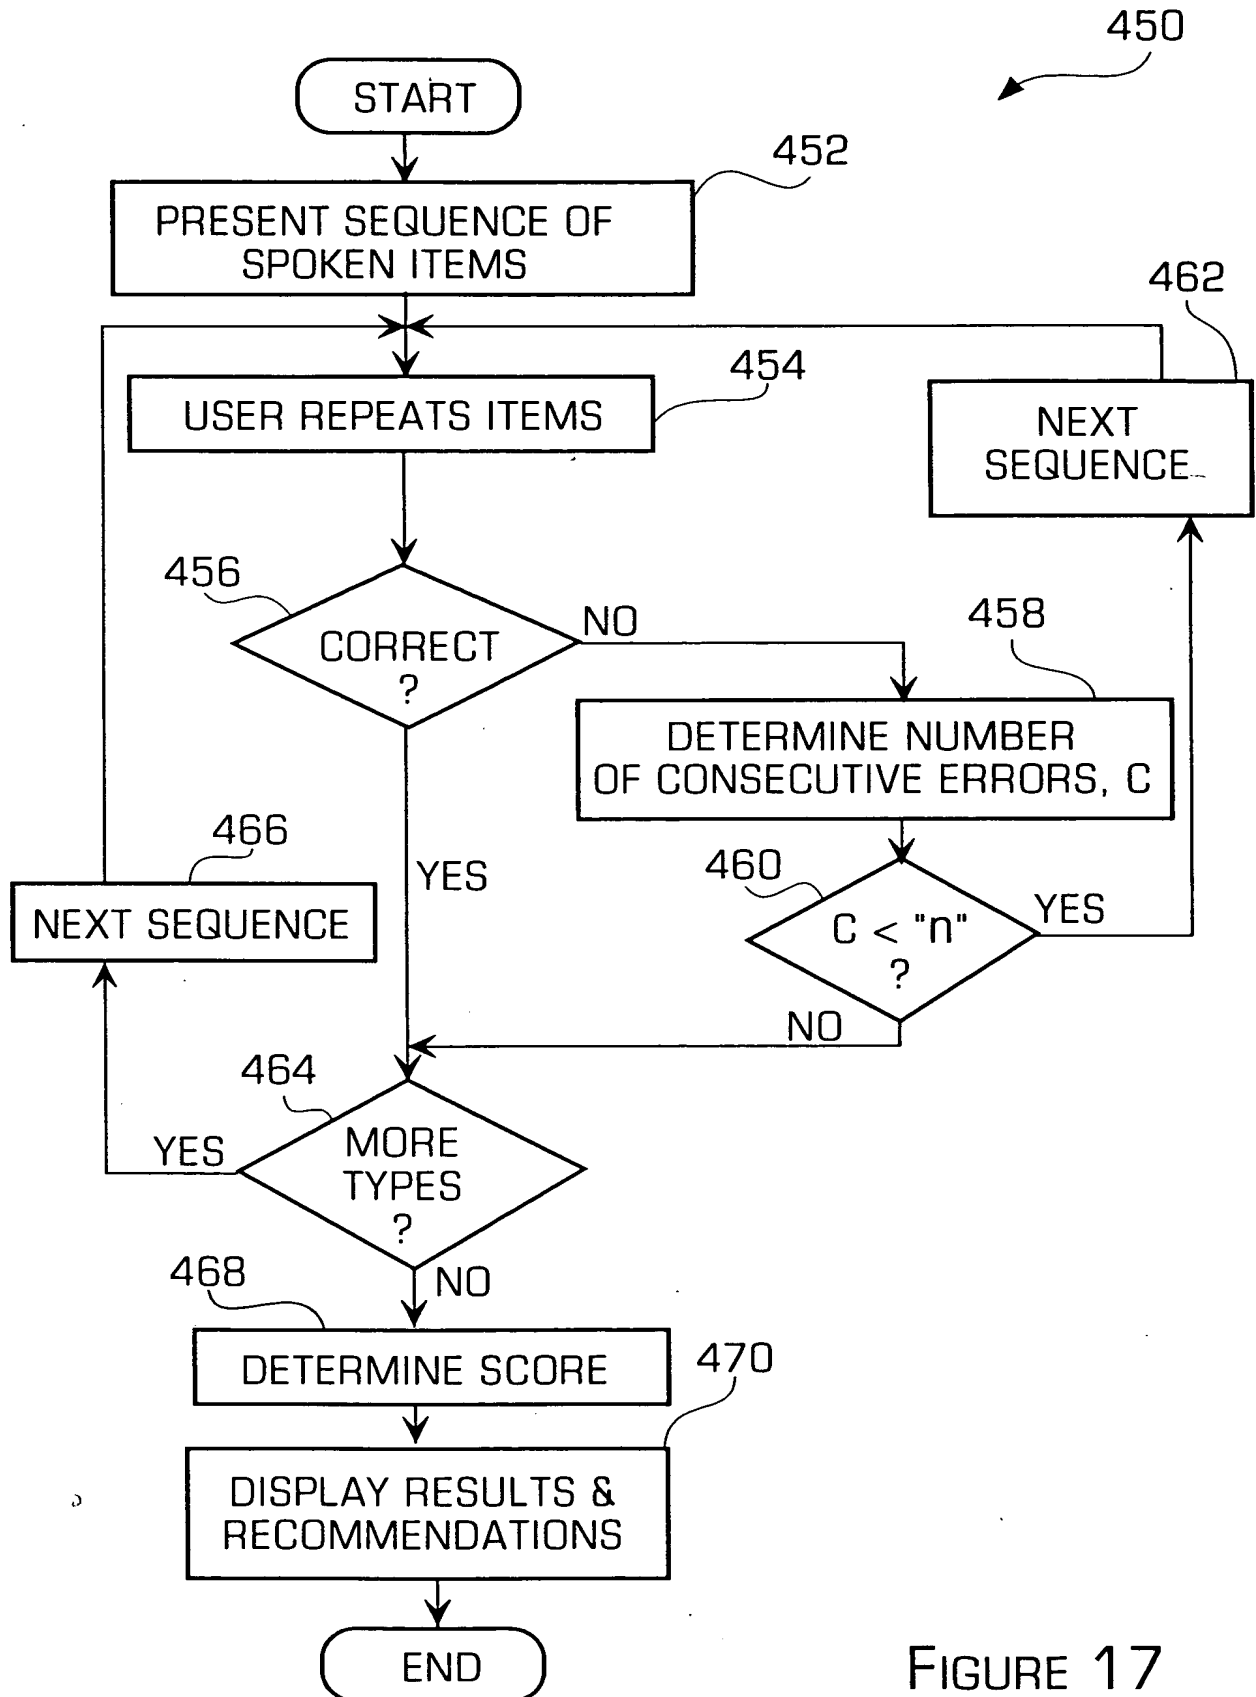 450
START
452
PRESENT SEQUENCE OF
SPOKEN ITEMS
462
454
USER REPEATS ITEMS
NEXT
SEQUENCE
456
CORRECT
?
NO
458
DETERMINE NUMBER
OF CONSECUTIVE ERRORS, C
466
YES
460
NEXT SEQUENCE
C < "n"
?
YES
NO
464
MORE
TYPES
?
YES
468
NO
DETERMINE SCORE
470
DISPLAY RESULTS &
RECOMMENDATIONS
END
FIGURE 17